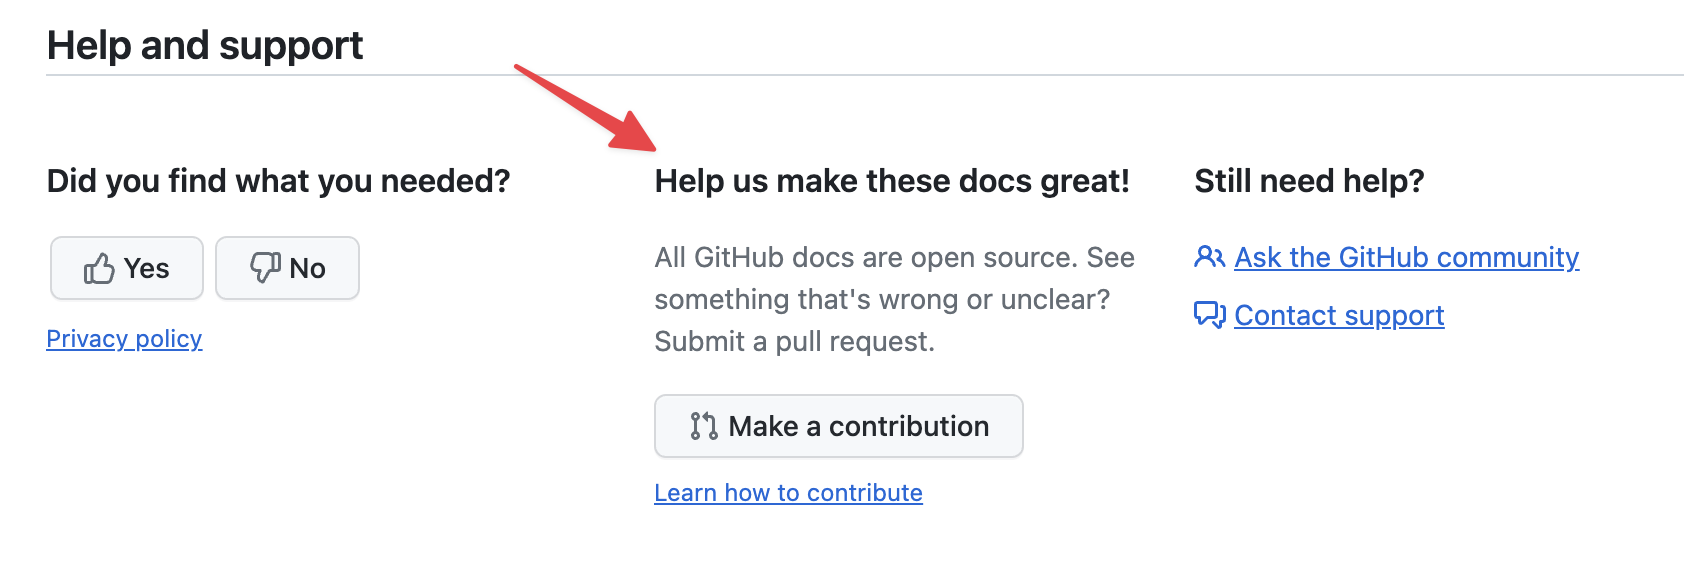 Help and support
Did you find what you needed?
Yes
No
Privacy policy
Help us make these docs great!
All GitHub docs are open source. See
something that's wrong or unclear?
Submit a pull request.
Make a contribution
Learn how to contribute
Still need help?
Ask the GitHub community
Contact support